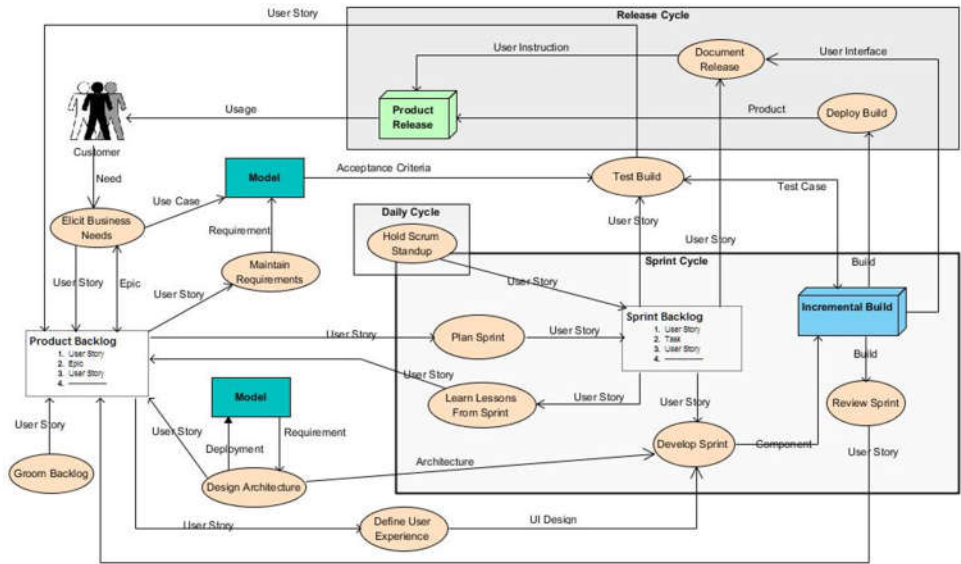 User Story
Release Cycle
User Instruction
Document
Release
User Interface
Usage
Product
Release
Product
Deploy Build
Customer
Need
Model
Acceptance Criteria
Test Build
Test Case
Use Case
Elicit Business
Needs
Daily Cycle
User Story
Requirement
Hold Scrum
Standup
User Story
Maintain
Requirements
Sprint Cycle
Build
User Story
Epic
User Story
User Story
Incremental Build
Product Backlog
1. User Story
2. Epic
3. User Story
4.
User Story
Plan Sprint
User Story
Sprint Backlog
1. User Story
2. Task
3. User Story
4.
Build
User Story
Model
Learn Lessons
From Sprint
User Story
User Story
Review Sprint
User Story
User Story
Requirement
Deployment
Develop Sprint
Component
User Story
Groom Backlog
Design Architecture
Architecture
User Story
Define User
Experience
UI Design